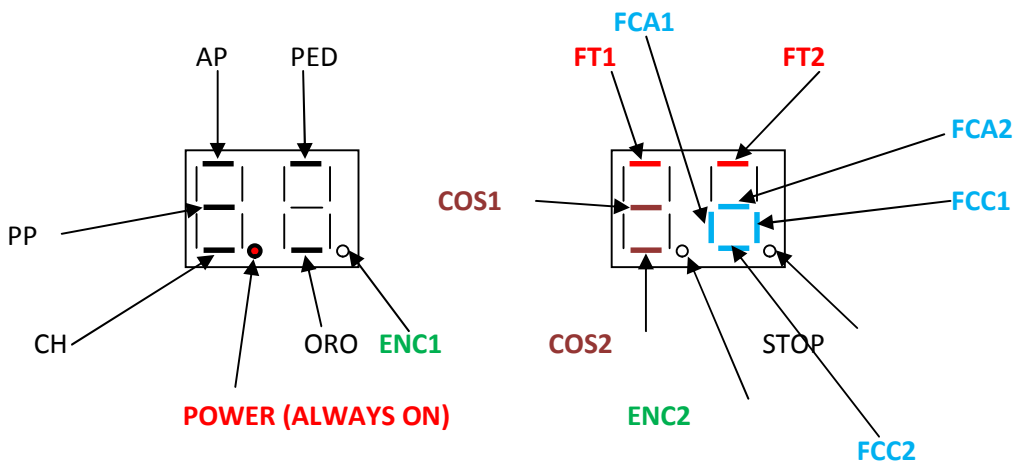 FCA1
AP PED FT1 FT2
FCA2
COS1 FCC1
PP
CH ORO ENC1 COS2 STOP
POWER (ALWAYS ON) ENC2
FCC2